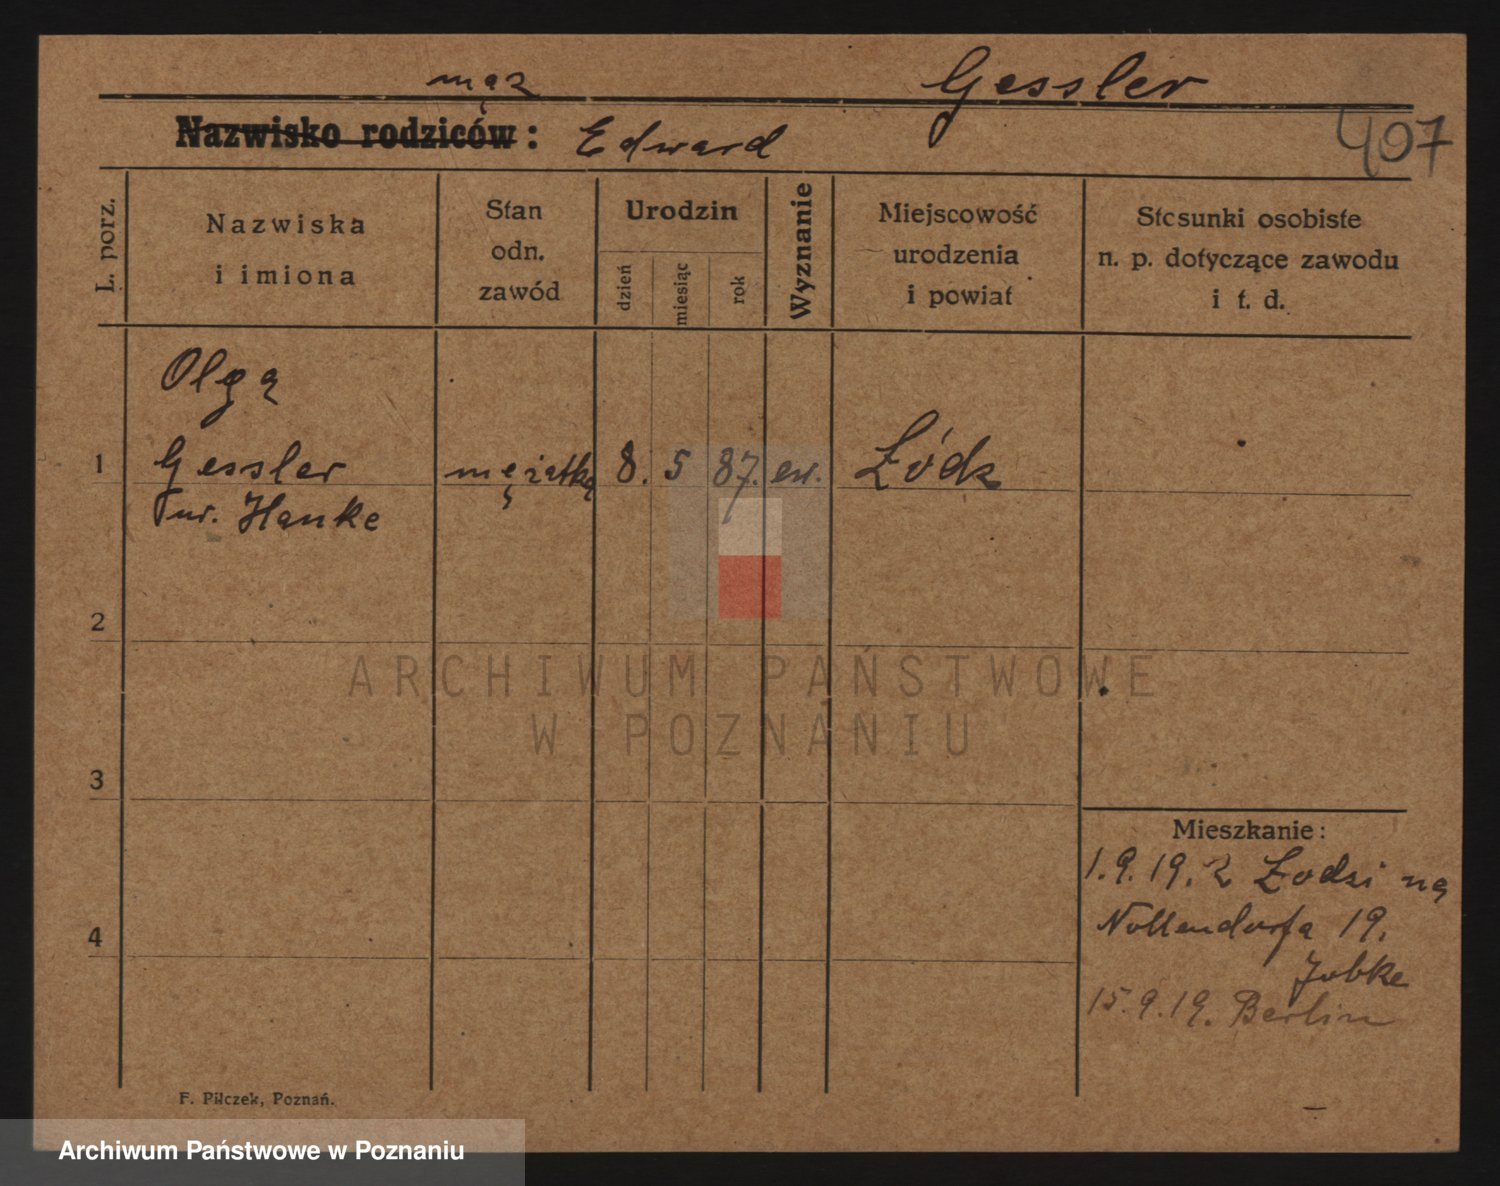 mąż Gessler
Nazwisko rodziców: Edward
407
L. porz.
Nazwiska
i imiona
Stan
odn.
zawód
Urodzin
dzień
miesiąc
rok
Wyznanie
Miejscowość
urodzenia
i powiat
Stosunki osobiste
n. p. dotyczące zawodu
i t. d.
Olga
1 Gessler mężatka 8. 5 87. ew. Łódź
ur. Hanke
2
ARCHIWUM PAŃSTWOWE
W POZNANIU
3
Mieszkanie:
1.9.19. z Łodzi na
4 Nollendorfa 19.
Jobke
15.9.19. Berlin
F. Pilczek, Poznań.
Archiwum Państwowe w Poznaniu